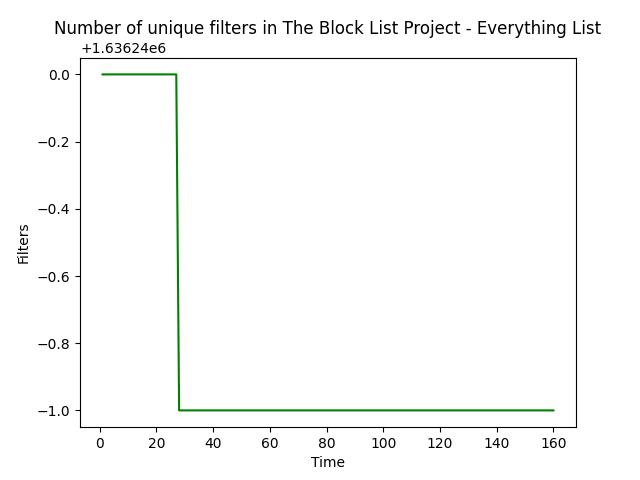 Number of unique filters in The Block List Project - Everything List
+1.63624e6
0.0
−0.2
−0.4
−0.6
−0.8
−1.0
Filters
0 20 40 60 80 100 120 140 160
Time